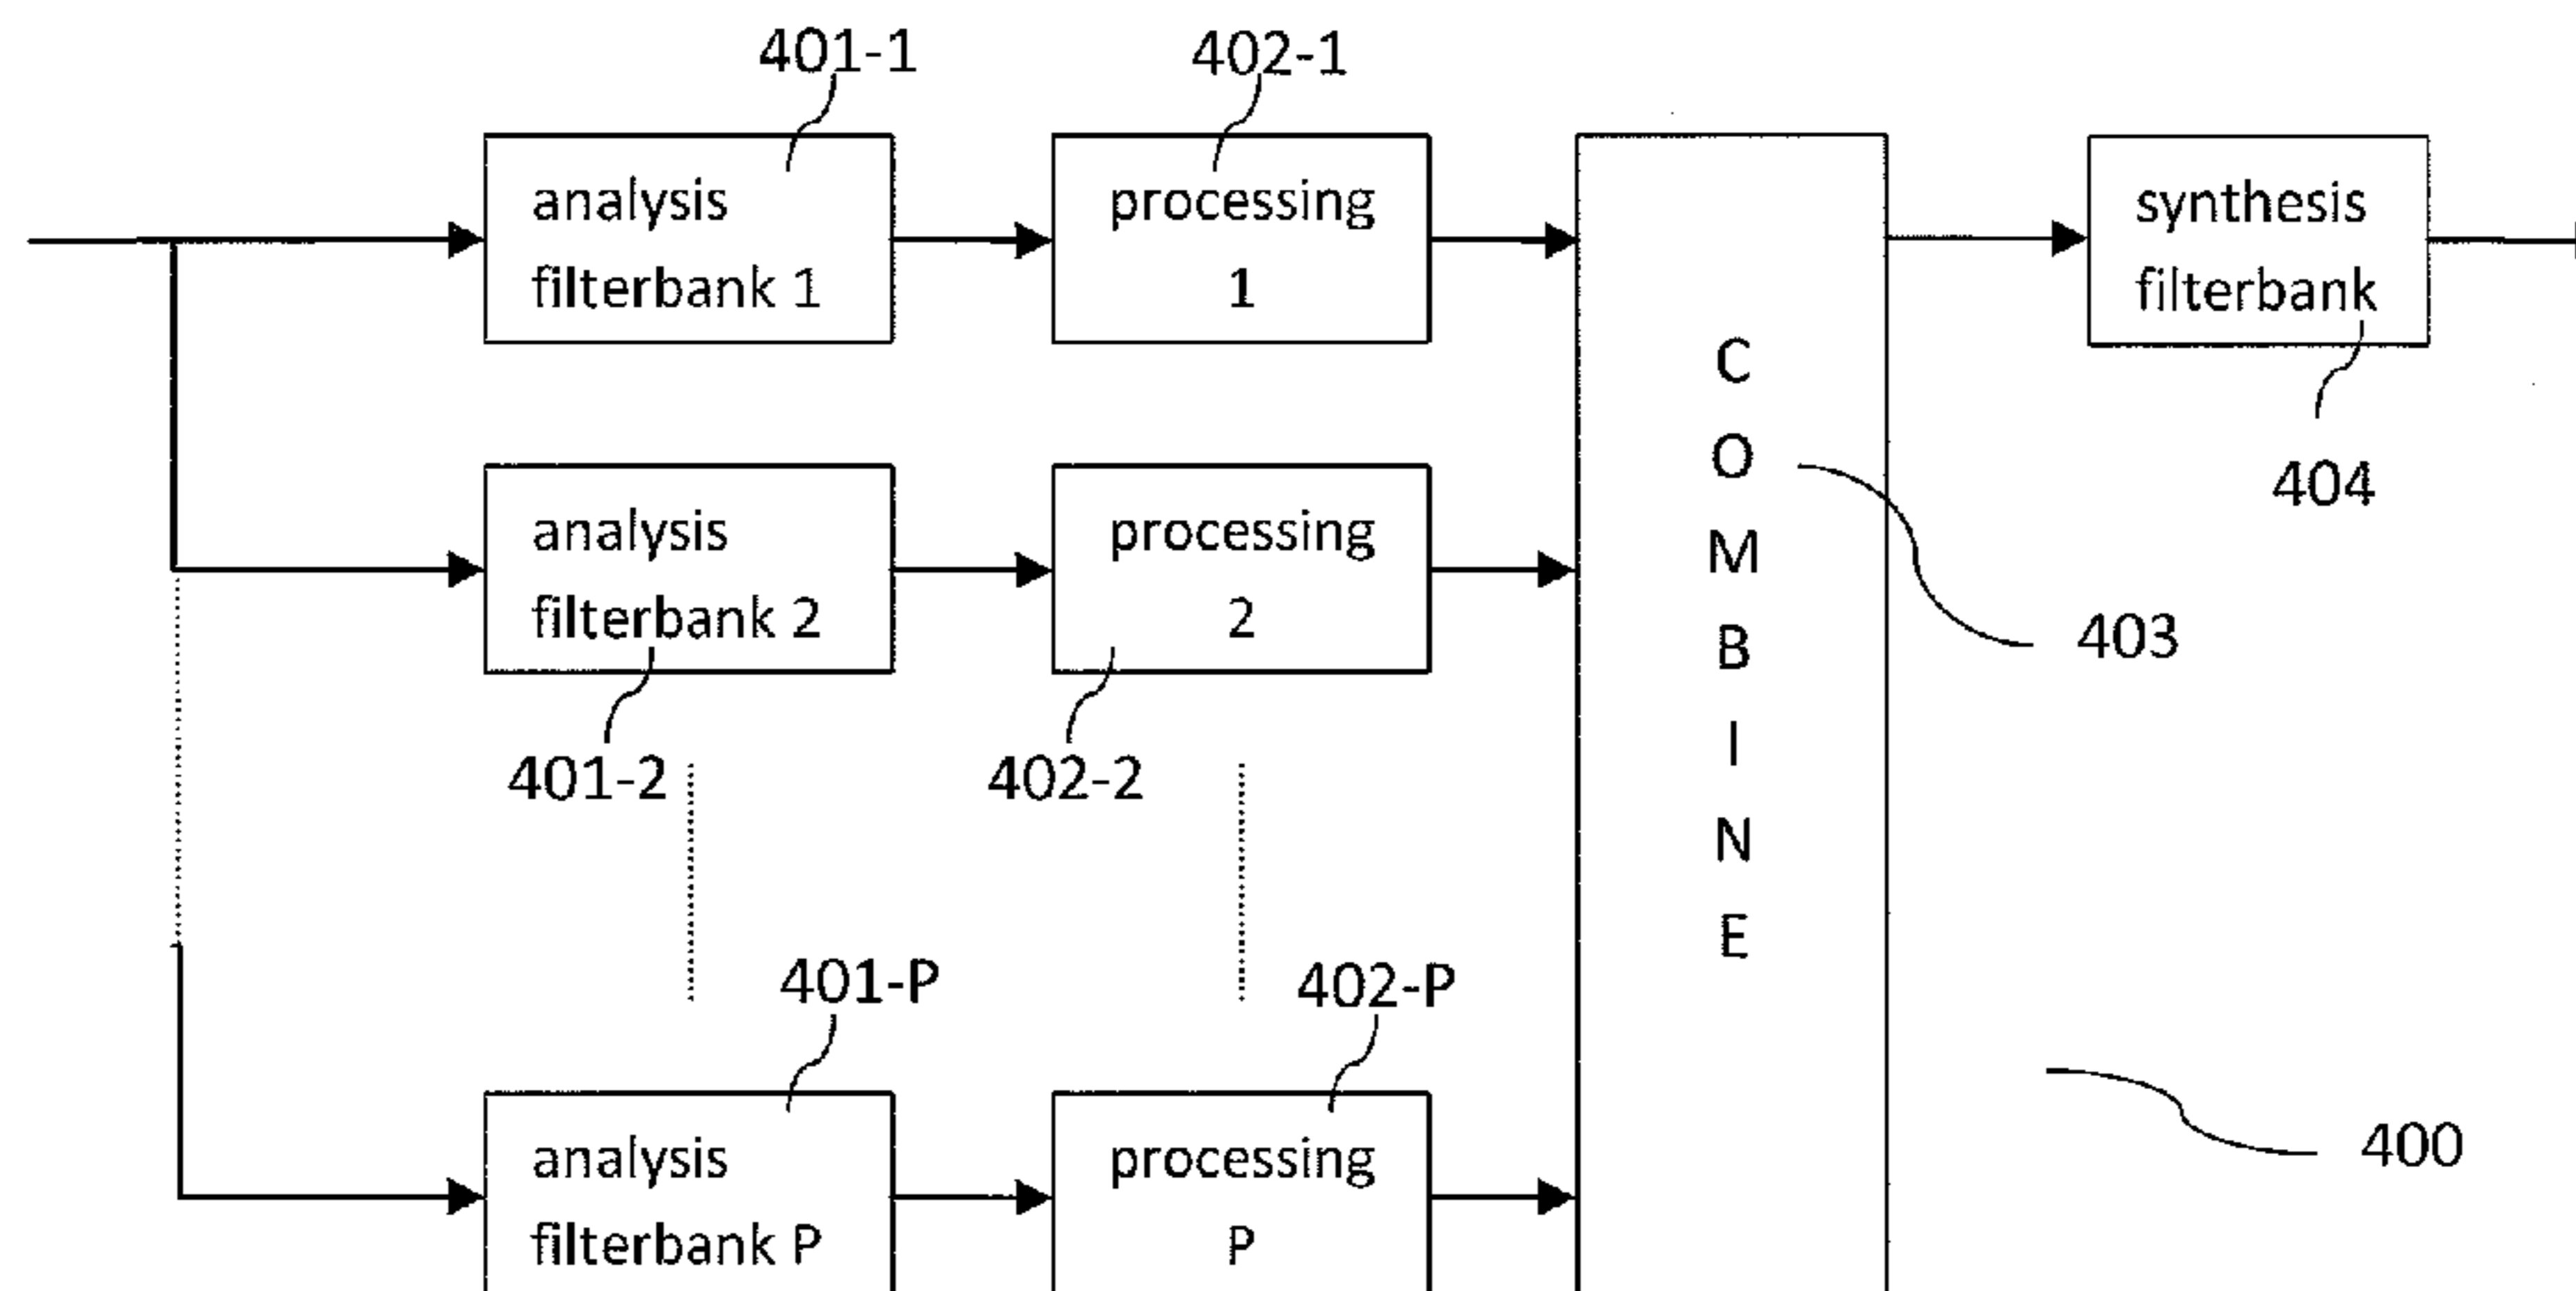 401-1
402-1
analysis
filterbank 1
processing
1
synthesis
filterbank
404
analysis
filterbank 2
processing
2
401-2
402-2
C
O
M
B
I
N
E
403
401-P
402-P
analysis
filterbank P
processing
P
400